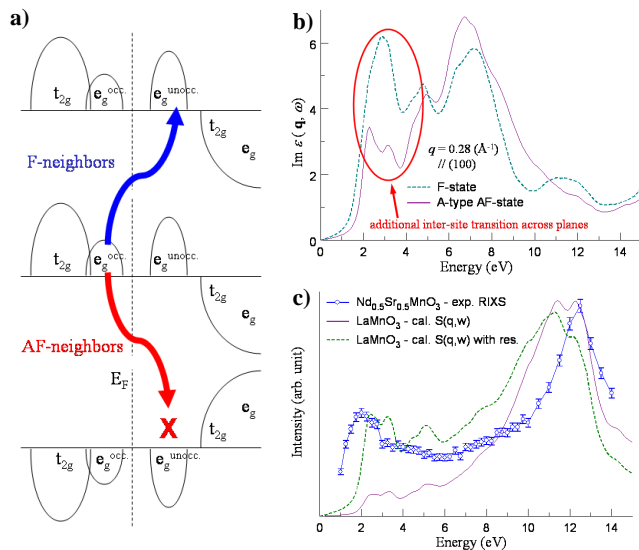 a)
t2g
eg occ.
eg unocc.
t2g
eg
F-neighbors
t2g
eg occ.
eg unocc.
t2g
eg
AF-neighbors
EF
X
eg
t2g
t2g
eg occ.
eg unocc.
b)
6
4
2
0
Im ε ( q, ω)
q = 0.28 (Å⁻¹)
// (100)
F-state
A-type AF-state
additional inter-site transition across planes
0 2 4 6 8 10 12 14
Energy (eV)
c)
Nd0.5Sr0.5MnO3 - exp. RIXS
LaMnO3 - cal. S(q,w)
LaMnO3 - cal. S(q,w) with res.
Intensity (arb. unit)
0 2 4 6 8 10 12 14
Energy (eV)